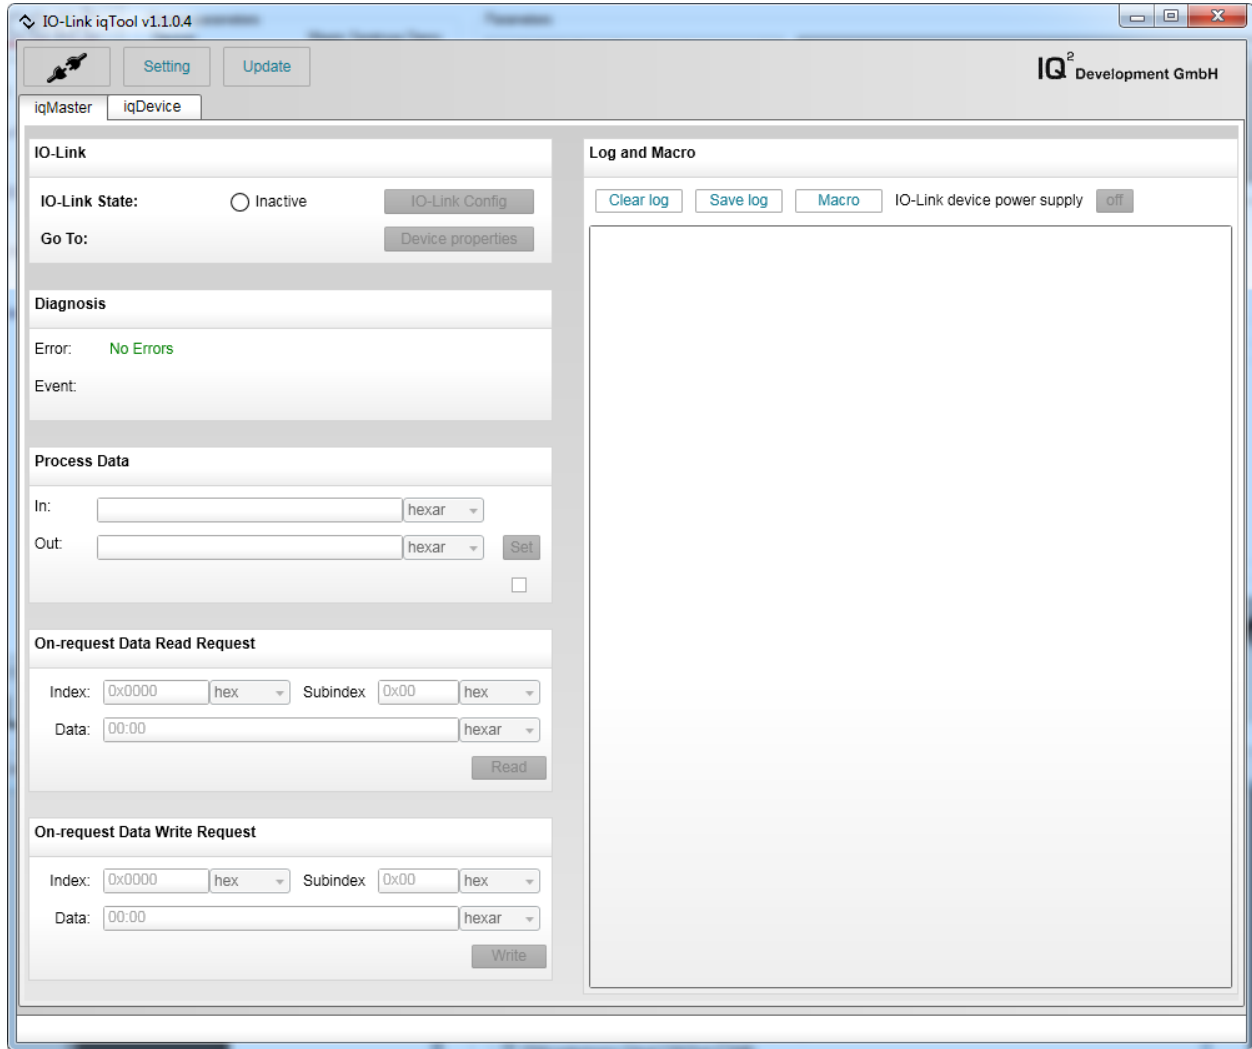 IO-Link iqTool v1.1.0.4
Setting Update
IQ2 Development GmbH
iqMaster iqDevice
IO-Link
IO-Link State: Inactive IO-Link Config
Go To: Device properties
Diagnosis
Error: No Errors
Event:
Process Data
In: hexar
Out: hexar Set
On-request Data Read Request
Index: 0x0000 hex Subindex 0x00 hex
Data: 00:00 hexar
Read
On-request Data Write Request
Index: 0x0000 hex Subindex 0x00 hex
Data: 00:00 hexar
Write
Log and Macro
Clear log Save log Macro IO-Link device power supply off